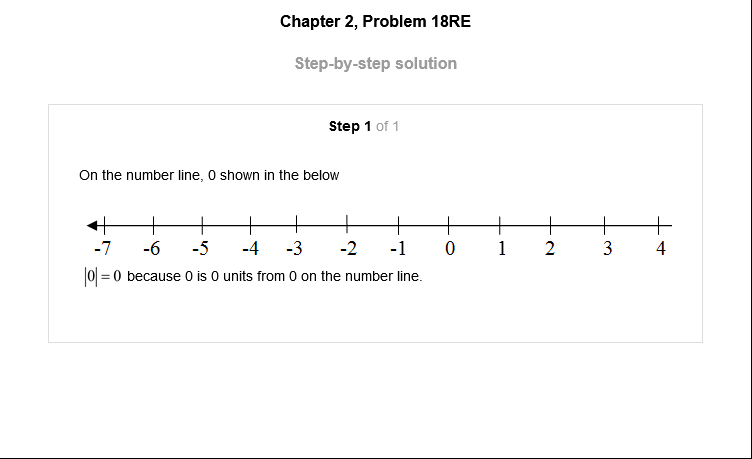 Chapter 2, Problem 18RE
Step-by-step solution
Step 1 of 1
On the number line, 0 shown in the below
-7 -6 -5 -4 -3 -2 -1 0 1 2 3 4
|0| = 0 because 0 is 0 units from 0 on the number line.